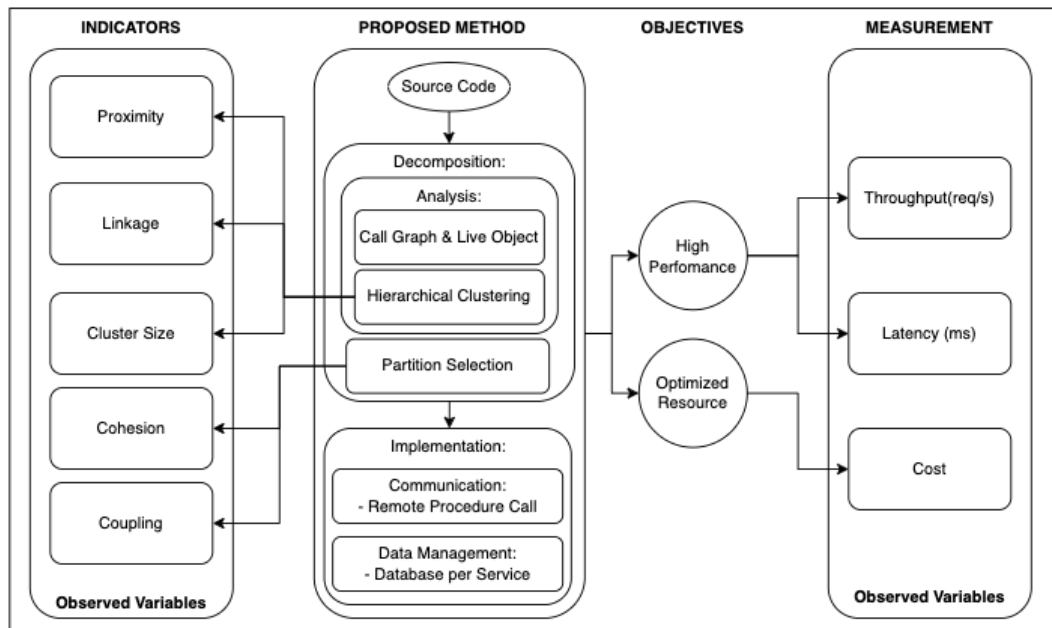 INDICATORS
PROPOSED METHOD
OBJECTIVES
MEASUREMENT
Proximity
Linkage
Cluster Size
Cohesion
Coupling
Observed Variables
Source Code
Decomposition:
Analysis:
Call Graph & Live Object
Hierarchical Clustering
Partition Selection
Implementation:
Communication:
- Remote Procedure Call
Data Management:
- Database per Service
High
Perfomance
Optimized
Resource
Throughput(req/s)
Latency (ms)
Cost
Observed Variables